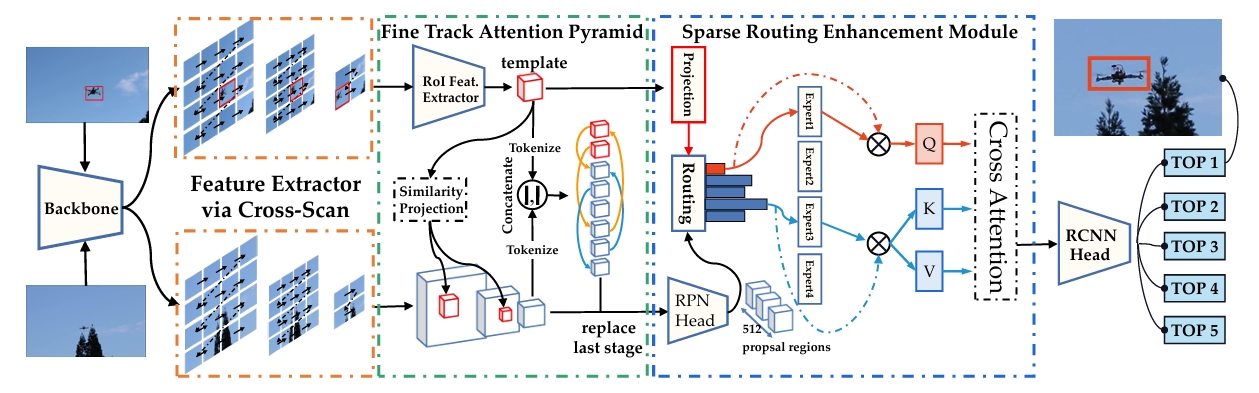 Fine Track Attention Pyramid
Sparse Routing Enhancement Module
Backbone
Feature Extractor
via Cross-Scan
RoI Feat.
Extractor
template
Tokenize
Similarity
Projection
Concatenate
[,]
Tokenize
replace
last stage
Projection
Routing
RPN
Head
512
propsal regions
Expert1
Expert2
Expert3
Expert4
Q
K
V
Cross Attention
RCNN
Head
TOP 1
TOP 2
TOP 3
TOP 4
TOP 5